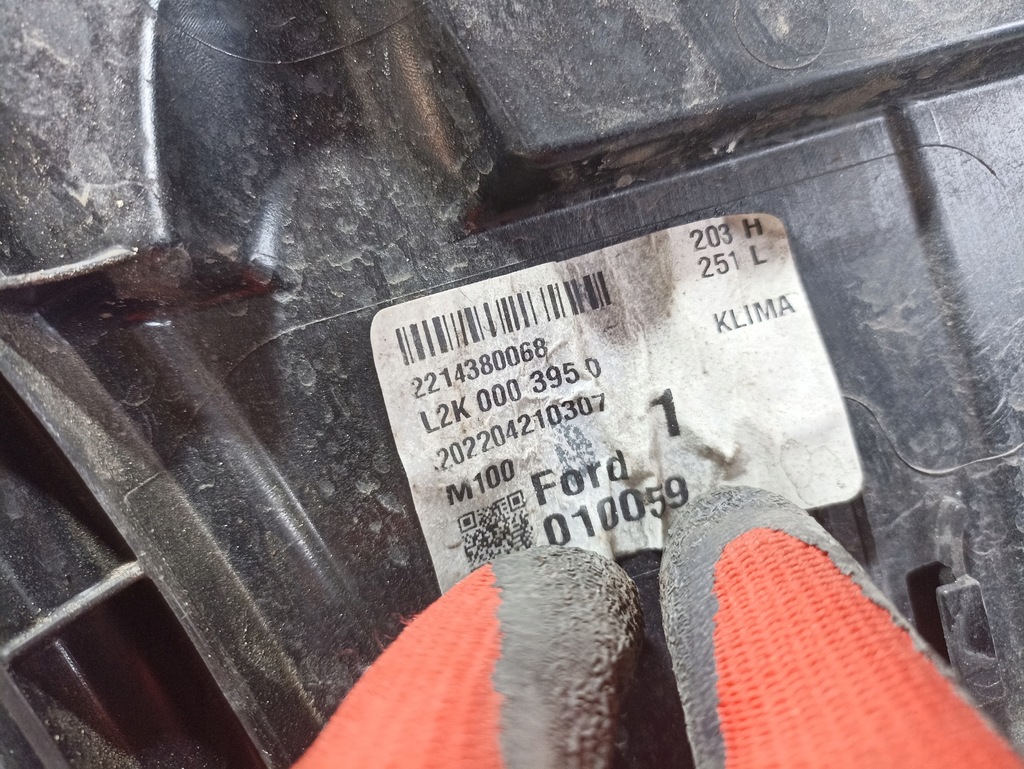 203 H
251 L
KLIMA
2214380068
L2K 000 395 0
202204210307
1
M100 Ford
010059